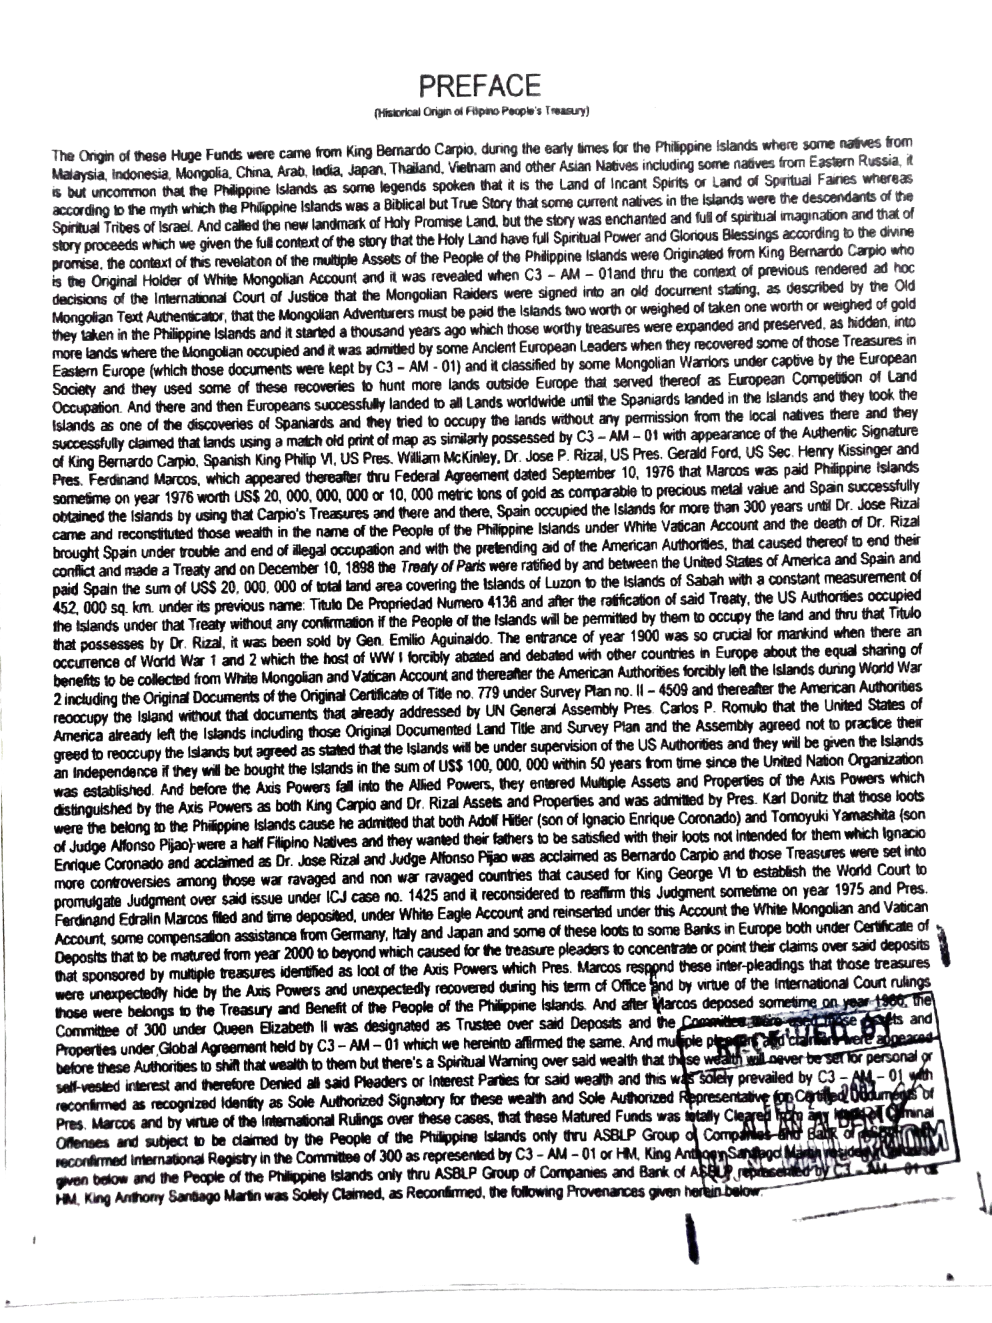 PREFACE
(Historical Origin of Filipino People's Treasury)
The Origin of these Huge Funds were came from King Bernardo Carpio, during the early times for the Philippine Islands where some natives from
Malaysia, Indonesia, Mongolia, China, Arab, India, Japan, Thailand, Vietnam and other Asian Natives including some natives from Eastern Russia, it
is but uncommon that the Philippine Islands as some legends spoken that it is the Land of Incant Spirits or Land of Spiritual Fairies whereas
according to the myth which the Philippine Islands was a Biblical but True Story that some current natives in the Islands were the descendants of the
Spiritual Tribes of Israel. And called the new landmark of Holy Promise Land, but the story was enchanted and full of spiritual imagination and that of
story proceeds which we given the full context of the story that the Holy Land have full Spiritual Power and Glorious Blessings according to the divine
promise, the context of this revelation of the multiple Assets of the People of the Philippine Islands were Originated from King Bernardo Carpio who
is the Original Holder of White Mongolian Account and it was revealed when C3 – AM – 01and thru the context of previous rendered ad hoc
decisions of the International Court of Justice that the Mongolian Raiders were signed into an old document stating, as described by the Old
Mongolian Text Authenticator, that the Mongolian Adventurers must be paid the Islands two worth or weighed of taken one worth or weighed of gold
they taken in the Philippine Islands and it started a thousand years ago which those worthy treasures were expanded and preserved, as hidden, into
more lands where the Mongolian occupied and it was admitted by some Ancient European Leaders when they recovered some of those Treasures in
Eastern Europe (which those documents were kept by C3 – AM - 01) and it classified by some Mongolian Warriors under captive by the European
Society and they used some of these recoveries to hunt more lands outside Europe that served thereof as European Competition of Land
Occupation. And there and then Europeans successfully landed to all Lands worldwide until the Spaniards landed in the Islands and they took the
Islands as one of the discoveries of Spaniards and they tried to occupy the lands without any permission from the local natives there and they
successfully claimed that lands using a match old print of map as similarly possessed by C3 – AM – 01 with appearance of the Authentic Signature
of King Bernardo Carpio, Spanish King Philip VI, US Pres. William McKinley, Dr. Jose P. Rizal, US Pres. Gerald Ford, US Sec. Henry Kissinger and
Pres. Ferdinand Marcos, which appeared thereafter thru Federal Agreement dated September 10, 1976 that Marcos was paid Philippine Islands
sometime on year 1976 worth US$ 20, 000, 000, 000 or 10, 000 metric tons of gold as comparable to precious metal value and Spain successfully
obtained the Islands by using that Carpio's Treasures and there and there, Spain occupied the Islands for more than 300 years until Dr. Jose Rizal
came and reconstituted those wealth in the name of the People of the Philippine Islands under White Vatican Account and the death of Dr. Rizal
brought Spain under trouble and end of illegal occupation and with the pretending aid of the American Authorities, that caused thereof to end their
conflict and made a Treaty and on December 10, 1898 the Treaty of Paris were ratified by and between the United States of America and Spain and
paid Spain the sum of US$ 20, 000, 000 of total land area covering the Islands of Luzon to the Islands of Sabah with a constant measurement of
452, 000 sq. km. under its previous name: Titulo De Propriedad Numero 4136 and after the ratification of said Treaty, the US Authorities occupied
the Islands under that Treaty without any confirmation if the People of the Islands will be permitted by them to occupy the land and thru that Titulo
that possesses by Dr. Rizal, it was been sold by Gen. Emilio Aguinaldo. The entrance of year 1900 was so crucial for mankind when there an
occurrence of World War 1 and 2 which the host of WW I forcibly abated and debated with other countries in Europe about the equal sharing of
benefits to be collected from White Mongolian and Vatican Account and thereafter the American Authorities forcibly left the Islands during World War
2 including the Original Documents of the Original Certificate of Title no. 779 under Survey Plan no. II – 4509 and thereafter the American Authorities
reoocupy the Island without that documents that already addressed by UN General Assembly Pres. Carlos P. Romulo that the United States of
America already left the Islands including those Original Documented Land Title and Survey Plan and the Assembly agreed not to practice their
greed to reoccupy the Islands but agreed as stated that the Islands will be under supervision of the US Authorities and they will be given the Islands
an Independence if they will be bought the Islands in the sum of US$ 100, 000, 000 within 50 years from time since the United Nation Organization
was established. And before the Axis Powers fall into the Allied Powers, they entered Multiple Assets and Properties of the Axis Powers which
distinguished by the Axis Powers as both King Carpio and Dr. Rizal Assets and Properties and was admitted by Pres. Karl Donitz that those loots
were the belong to the Philippine Islands cause he admitted that both Adolf Hitler (son of Ignacio Enrique Coronado) and Tomoyuki Yamashita (son
of Judge Alfonso Pijao) were a half Filipino Natives and they wanted their fathers to be satisfied with their loots not intended for them which Ignacio
Enrique Coronado and acclaimed as Dr. Jose Rizal and Judge Alfonso Pijao was acclaimed as Bernardo Carpio and those Treasures were set into
more controversies among those war ravaged and non war ravaged countries that caused for King George VI to establish the World Court to
promulgate Judgment over said issue under ICJ case no. 1425 and it reconsidered to reaffirm this Judgment sometime on year 1975 and Pres.
Ferdinand Edralin Marcos filed and time deposited, under White Eagle Account and reinserted under this Account the White Mongolian and Vatican
Account, some compensation assistance from Germany, Italy and Japan and some of these loots to some Banks in Europe both under Certificate of
Deposits that to be matured from year 2000 to beyond which caused for the treasure pleaders to concentrate or point their claims over said deposits
that sponsored by multiple treasures identified as loot of the Axis Powers which Pres. Marcos respond these inter-pleadings that those treasures
were unexpectedly hide by the Axis Powers and unexpectedly recovered during his term of Office and by virtue of the International Court rulings
those were belongs to the Treasury and Benefit of the People of the Philippine Islands. And after Marcos deposed sometime on year 1986, the
Committee of 300 under Queen Elizabeth II was designated as Trustee over said Deposits and the Committee were used those Assets and
Properties under Global Agreement held by C3 – AM – 01 which we hereinto affirmed the same. And multiple pleaders and claimers were appeared
before these Authorities to shift that wealth to them but there's a Spiritual Warning over said wealth that these wealth will never be set for personal or
self-vested interest and therefore Denied all said Pleaders or Interest Parties for said wealth and this was solely prevailed by C3 – AM – 01 with
reconfirmed as recognized Identity as Sole Authorized Signatory for these wealth and Sole Authorized Representative for Certified Documents of
Pres. Marcos and by virtue of the International Rulings over these cases, that these Matured Funds was totally Cleared from any Criminal
Offenses and subject to be claimed by the People of the Philippine Islands only thru ASBLP Group of Companies and Bank of
reconfirmed International Registry in the Committee of 300 as represented by C3 – AM – 01 or HM, King Anthony Santiago Martin
given below and the People of the Philippine Islands only thru ASBLP Group of Companies and Bank of ASBLP represented by C3 – AM – 01 or
HM, King Anthony Santiago Martin was Solely Claimed, as Reconfirmed, the following Provenances given herein below:
RECEIVED BY